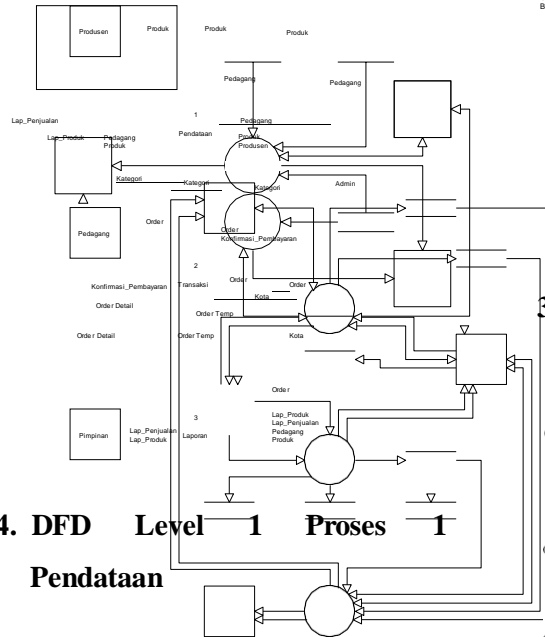 B
Produsen Produk Produk Produk
Pedagang Pedagang
1
Lap_Penjualan Pedagang
Pendataan
Lap_Produk Pedagang Produk
Produk Produsen
Kategori Kategori Kategori Admin
Order Order
Pedagang Konfirmasi_Pembayaran
2
Konfirmasi_Pembayaran Transaksi Order Order
Order Detail Kota
Order Temp
3
Order Detail Order Temp Kota
Order
3 Lap_Produk
Lap_Penjualan
Pimpinan Lap_Penjualan Laporan Pedagang
Lap_Produk Produk
4. DFD Level 1 Proses 1
Pendataan